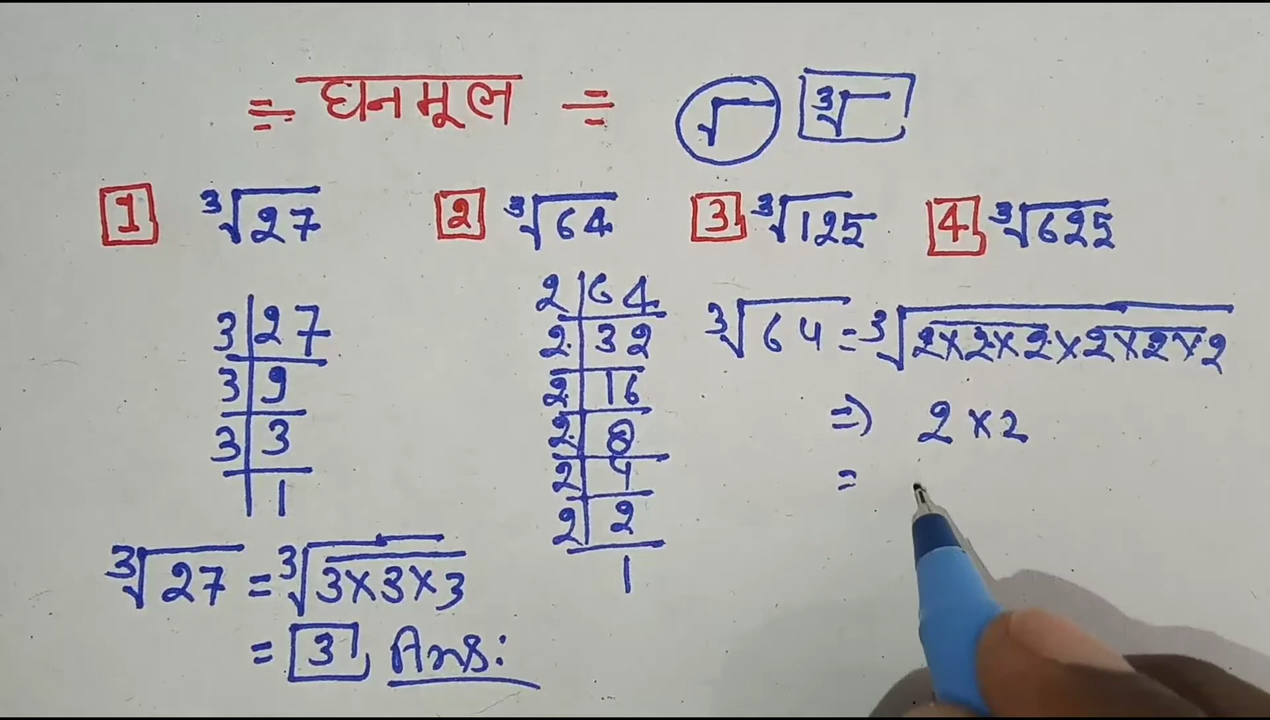 = घनमूल = √ ∛
1 ∛27 2 ∛64 3 ∛125 4 ∛625
3 | 27
3 | 9
3 | 3
1
∛27 = ∛3×3×3
= 3 Ans:
2 | 64
2 | 32
2 | 16
2 | 8
2 | 4
2 | 2
1
∛64 = ∛2×2×2×2×2×2
=> 2×2
=